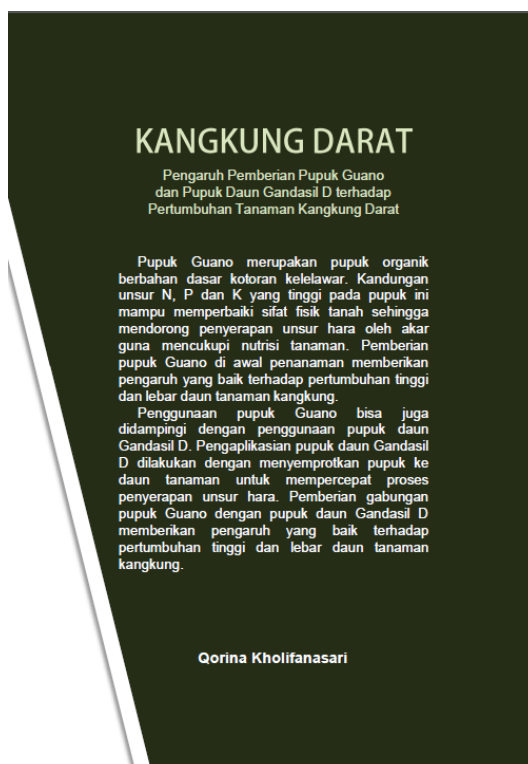 KANGKUNG DARAT
Pengaruh Pemberian Pupuk Guano
dan Pupuk Daun Gandasil D terhadap
Pertumbuhan Tanaman Kangkung Darat
Pupuk Guano merupakan pupuk organik
berbahan dasar kotoran kelelawar. Kandungan
unsur N, P dan K yang tinggi pada pupuk ini
mampu memperbaiki sifat fisik tanah sehingga
mendorong penyerapan unsur hara oleh akar
guna mencukupi nutrisi tanaman. Pemberian
pupuk Guano di awal penanaman memberikan
pengaruh yang baik terhadap pertumbuhan tinggi
dan lebar daun tanaman kangkung.
Penggunaan pupuk Guano bisa juga
didampingi dengan penggunaan pupuk daun
Gandasil D. Pengaplikasian pupuk daun Gandasil
D dilakukan dengan menyemprotkan pupuk ke
daun tanaman untuk mempercepat proses
penyerapan unsur hara. Pemberian gabungan
pupuk Guano dengan pupuk daun Gandasil D
memberikan pengaruh yang baik terhadap
pertumbuhan tinggi dan lebar daun tanaman
kangkung.
Qorina Kholifanasari